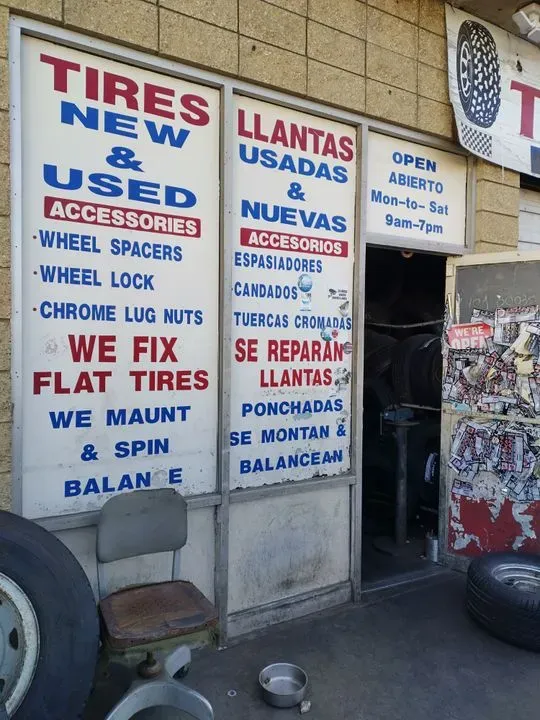 TIRES
NEW
&
USED
ACCESSORIES
·WHEEL SPACERS
·WHEEL LOCK
·CHROME LUG NUTS
WE FIX
FLAT TIRES
WE MAUNT
& SPIN
BALAN E
LLANTAS
USADAS
&
NUEVAS
ACCESORIOS
ESPASIADORES
·CANDADOS
TUERCAS CROMADAS
SE REPARAN
LLANTAS
PONCHADAS
SE MONTAN &
BALANCEAN
OPEN
ABIERTO
Mon-to- Sat
9am-7pm
T
WE'RE
OPEN